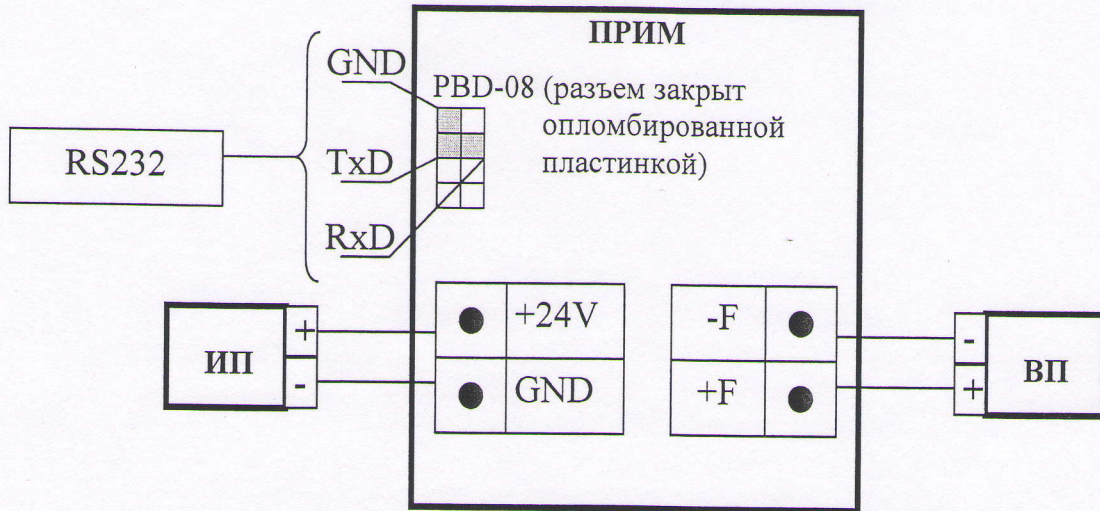 ПРИМ
GND
PBD-08 (разъем закрыт
опломбированной
пластинкой)
RS232
TxD
RxD
+24V
-F
+
-
ИП
ВП
-
GND
+F
+